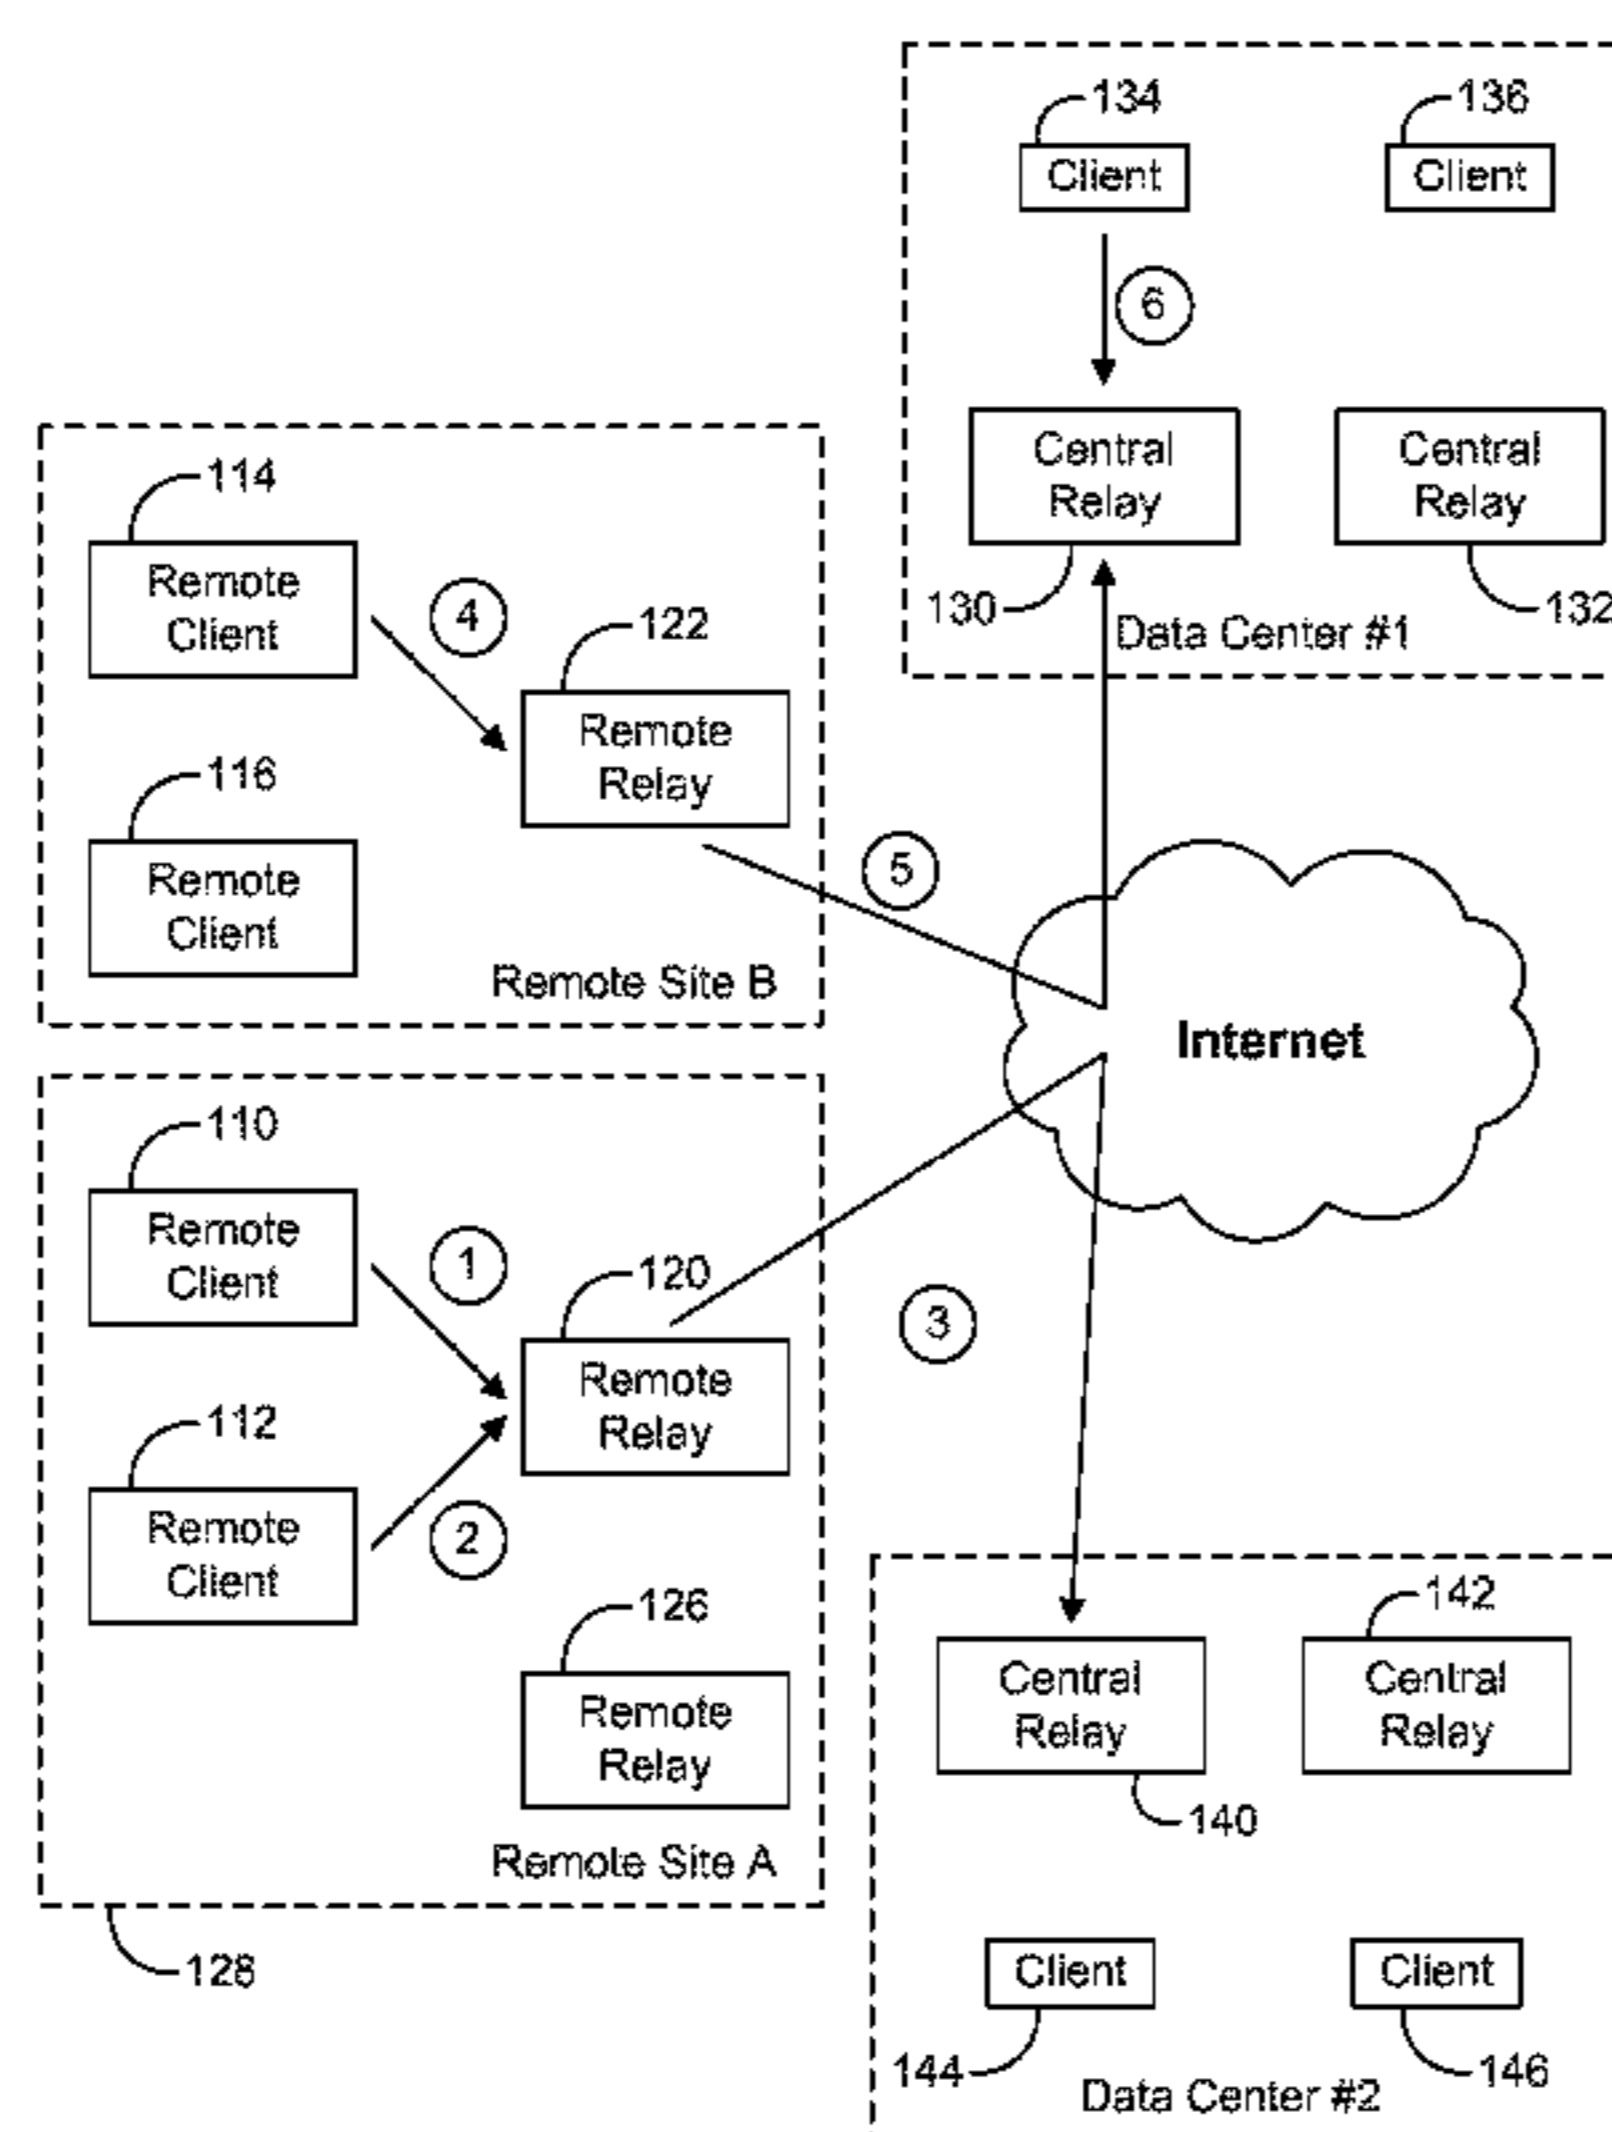 134
136
Client
Client
6
Central
Relay
Central
Relay
130
132
Data Center #1
114
Remote
Client
4
122
Remote
Relay
116
Remote
Client
5
Remote Site B
Internet
110
Remote
Client
1
120
Remote
Relay
3
112
Remote
Client
2
126
Remote
Relay
Remote Site A
128
142
Central
Relay
Central
Relay
140
Client
Client
144
146
Data Center #2